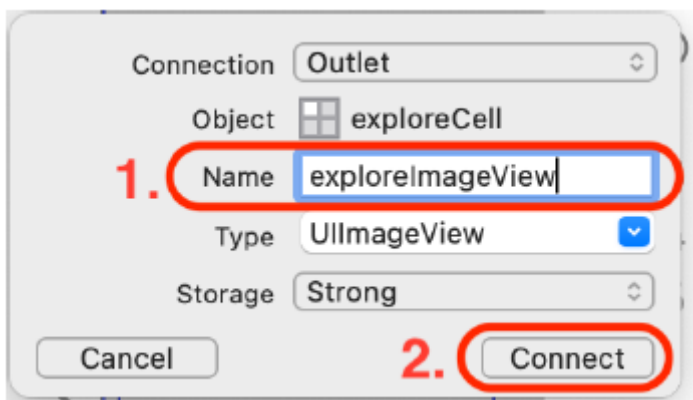 Connection Outlet
Object exploreCell
1. Name exploreImageView
Type UIImageView
Storage Strong
Cancel 2. Connect